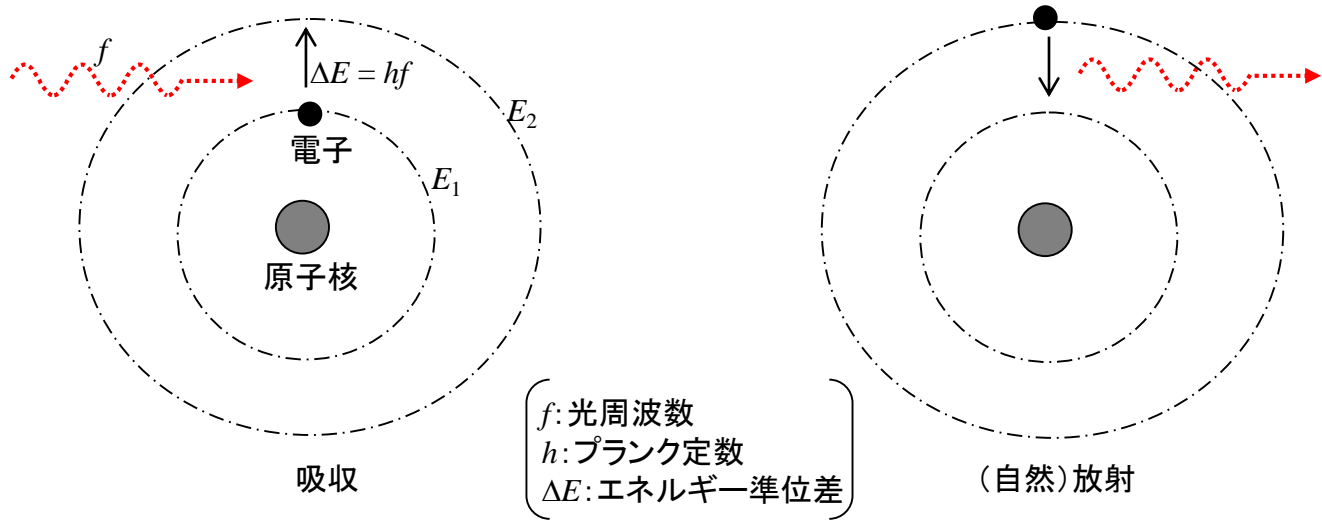 f
ΔE = hf
E₂
電子
E₁
原子核
吸収
f:光周波数
h:プランク定数
ΔE:エネルギー準位差
(自然)放射